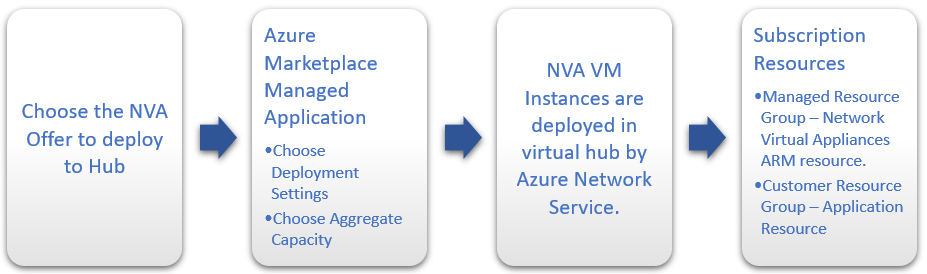 Choose the NVA
Offer to deploy
to Hub
Azure
Marketplace
Managed
Application
•Choose
Deployment
Settings
•Choose Aggregate
Capacity
NVA VM
Instances are
deployed in
virtual hub by
Azure Network
Service.
Subscription
Resources
•Managed Resource
Group – Network
Virtual Appliances
ARM resource.
•Customer Resource
Group – Application
Resource